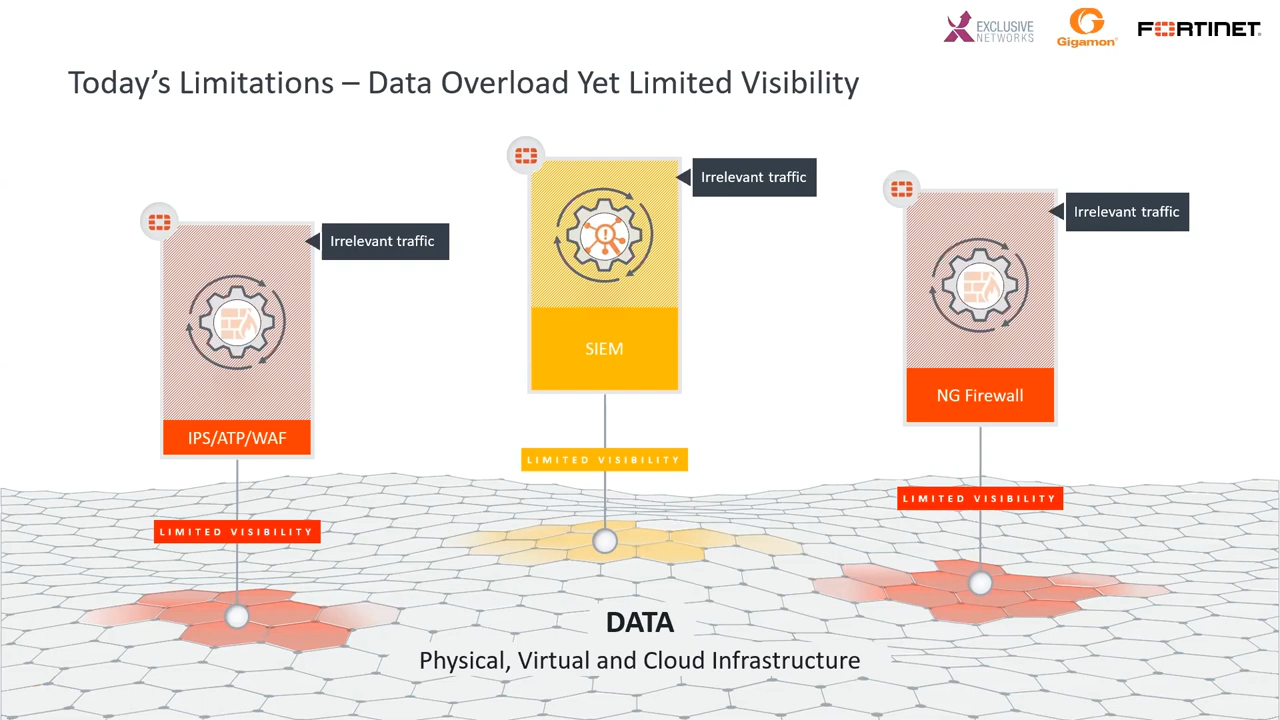 EXCLUSIVE
NETWORKS
Gigamon®
FORTINET®
Today's Limitations – Data Overload Yet Limited Visibility
Irrelevant traffic
Irrelevant traffic
Irrelevant traffic
SIEM
NG Firewall
IPS/ATP/WAF
LIMITED VISIBILITY
LIMITED VISIBILITY
LIMITED VISIBILITY
DATA
Physical, Virtual and Cloud Infrastructure